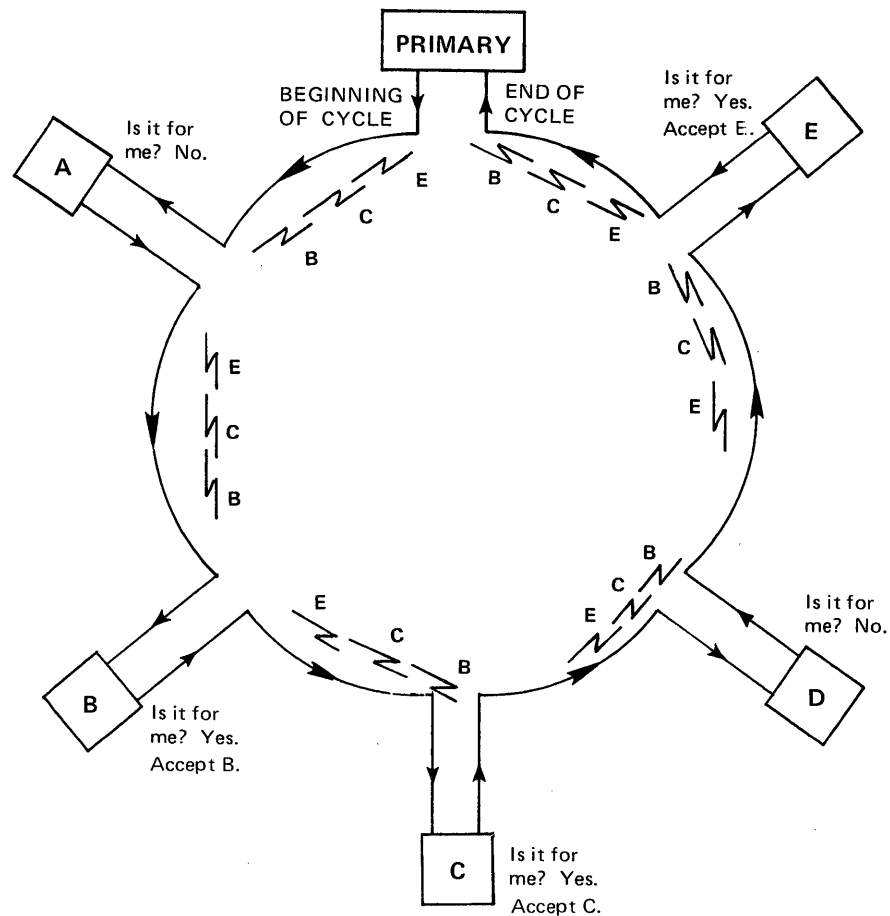 PRIMARY
BEGINNING
OF CYCLE
END OF
CYCLE
Is it for
me? No.
A
Is it for
me? Yes.
Accept E.
E
E
C
B
B
C
E
E
C
B
B
C
E
E
C
B
B
C
E
B
Is it for
me? Yes.
Accept B.
C
Is it for
me? Yes.
Accept C.
Is it for
me? No.
D